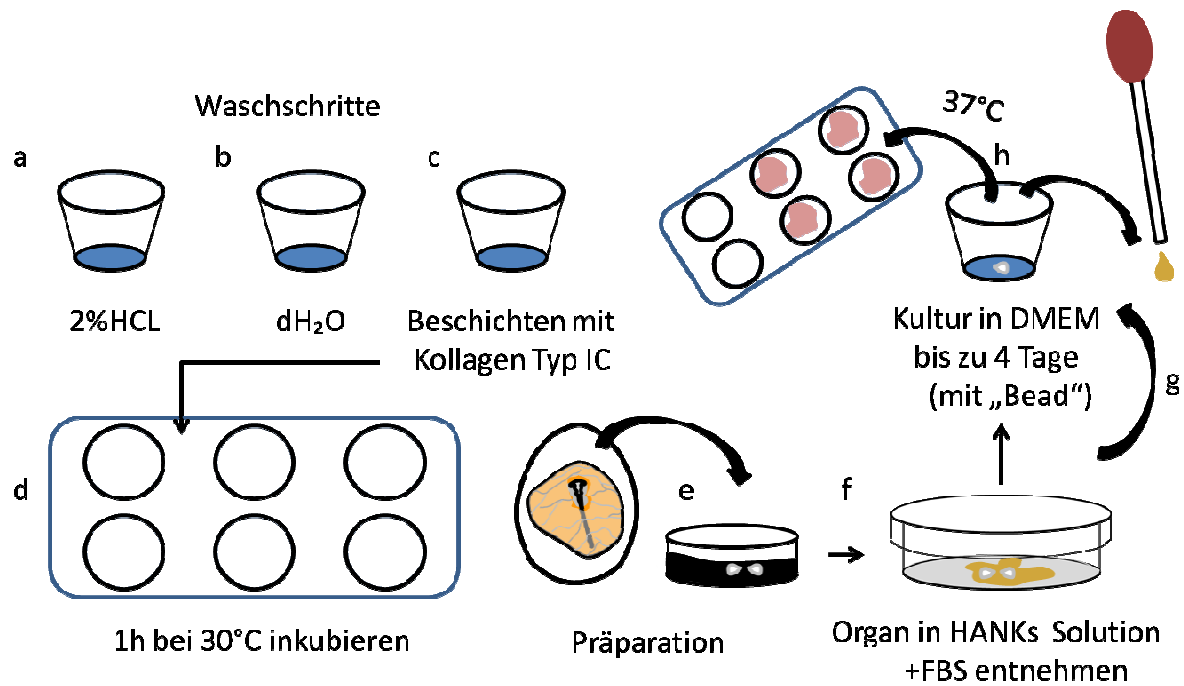 Waschschritte
a
b
c
2%HCL
dH₂O
Beschichten mit
Kollagen Typ IC
d
1h bei 30°C inkubieren
e
Präparation
f
Organ in HANKs Solution
+FBS entnehmen
g
37°C
h
Kultur in DMEM
bis zu 4 Tage
(mit „Bead“)